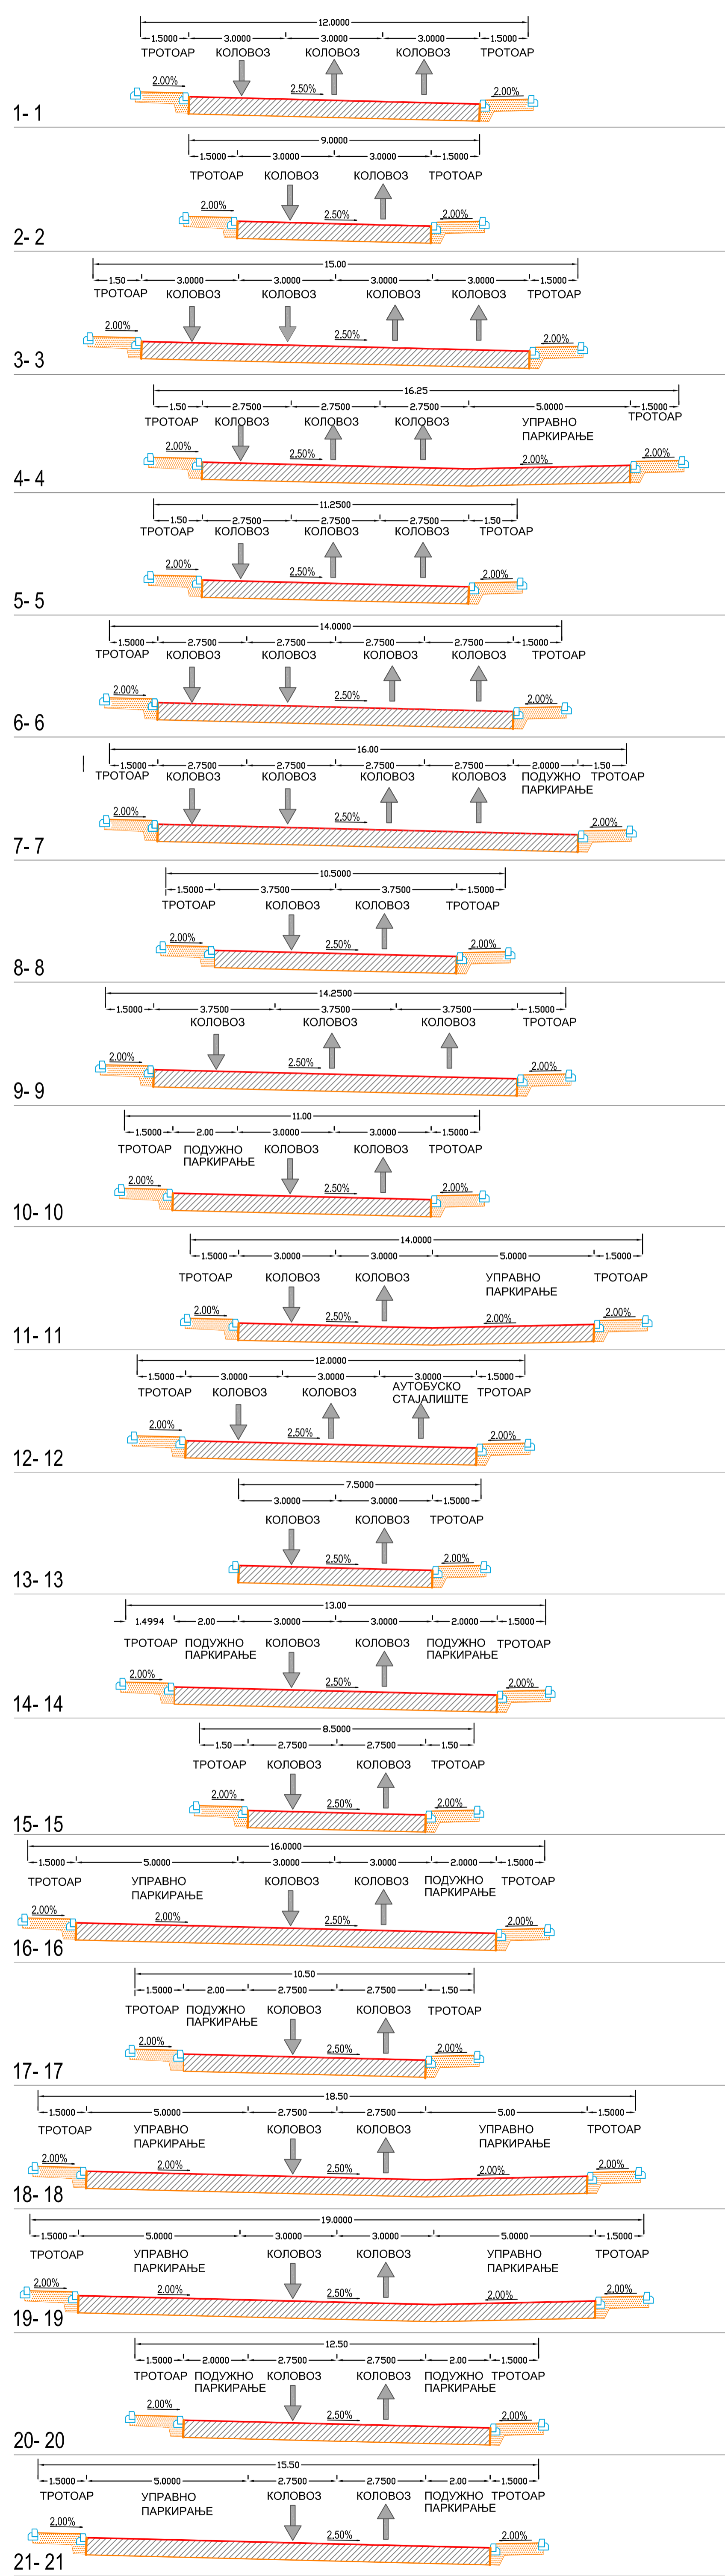 12.0000
1.5000 3.0000 3.0000 3.0000 1.5000
ТРОТОАР КОЛОВОЗ КОЛОВОЗ КОЛОВОЗ ТРОТОАР
2.00% 2.50% 2.00%
1- 1
9.0000
1.5000 3.0000 3.0000 1.5000
ТРОТОАР КОЛОВОЗ КОЛОВОЗ ТРОТОАР
2.00% 2.50% 2.00%
2- 2
15.00
1.50 3.0000 3.0000 3.0000 3.0000 1.5000
ТРОТОАР КОЛОВОЗ КОЛОВОЗ КОЛОВОЗ КОЛОВОЗ ТРОТОАР
2.00% 2.50% 2.00%
3- 3
16.25
1.50 2.7500 2.7500 2.7500 5.0000 1.5000
ТРОТОАР КОЛОВОЗ КОЛОВОЗ КОЛОВОЗ УПРАВНО ТРОТОАР
ПАРКИРАЊЕ
2.00% 2.50% 2.00% 2.00%
4- 4
11.2500
1.50 2.7500 2.7500 2.7500 1.50
ТРОТОАР КОЛОВОЗ КОЛОВОЗ КОЛОВОЗ ТРОТОАР
2.00% 2.50% 2.00%
5- 5
14.0000
1.5000 2.7500 2.7500 2.7500 2.7500 1.5000
ТРОТОАР КОЛОВОЗ КОЛОВОЗ КОЛОВОЗ КОЛОВОЗ ТРОТОАР
2.00% 2.50% 2.00%
6- 6
16.00
1.5000 2.7500 2.7500 2.7500 2.7500 2.0000 1.50
ТРОТОАР КОЛОВОЗ КОЛОВОЗ КОЛОВОЗ КОЛОВОЗ ПОДУЖНО ТРОТОАР
ПАРКИРАЊЕ
2.00% 2.50% 2.00%
7- 7
10.5000
1.5000 3.7500 3.7500 1.5000
ТРОТОАР КОЛОВОЗ КОЛОВОЗ ТРОТОАР
2.00% 2.50% 2.00%
8- 8
14.2500
1.5000 3.7500 3.7500 3.7500 1.5000
КОЛОВОЗ КОЛОВОЗ КОЛОВОЗ ТРОТОАР
2.00% 2.50% 2.00%
9- 9
11.00
1.5000 2.00 3.0000 3.0000 1.5000
ТРОТОАР ПОДУЖНО КОЛОВОЗ КОЛОВОЗ ТРОТОАР
ПАРКИРАЊЕ
2.00% 2.50% 2.00%
10- 10
14.0000
1.5000 3.0000 3.0000 5.0000 1.5000
ТРОТОАР КОЛОВОЗ КОЛОВОЗ УПРАВНО ТРОТОАР
ПАРКИРАЊЕ
2.00% 2.50% 2.00% 2.00%
11- 11
12.0000
1.5000 3.0000 3.0000 3.0000 1.5000
ТРОТОАР КОЛОВОЗ КОЛОВОЗ АУТОБУСКО ТРОТОАР
СТАЈАЛИШТЕ
2.00% 2.50% 2.00%
12- 12
7.5000
3.0000 3.0000 1.5000
КОЛОВОЗ КОЛОВОЗ ТРОТОАР
2.50% 2.00%
13- 13
13.00
1.4994 2.00 3.0000 3.0000 2.0000 1.5000
ТРОТОАР ПОДУЖНО КОЛОВОЗ КОЛОВОЗ ПОДУЖНО ТРОТОАР
ПАРКИРАЊЕ ПАРКИРАЊЕ
2.00% 2.50% 2.00%
14- 14
8.5000
1.50 2.7500 2.7500 1.50
ТРОТОАР КОЛОВОЗ КОЛОВОЗ ТРОТОАР
2.00% 2.50% 2.00%
15- 15
16.0000
1.5000 5.0000 3.0000 3.0000 2.0000 1.5000
ТРОТОАР УПРАВНО КОЛОВОЗ КОЛОВОЗ ПОДУЖНО ТРОТОАР
ПАРКИРАЊЕ ПАРКИРАЊЕ
2.00% 2.00% 2.50% 2.00%
16- 16
10.50
1.5000 2.00 2.7500 2.7500 1.50
ТРОТОАР ПОДУЖНО КОЛОВОЗ КОЛОВОЗ ТРОТОАР
ПАРКИРАЊЕ
2.00% 2.50% 2.00%
17- 17
18.50
1.5000 5.0000 2.7500 2.7500 5.00 1.5000
ТРОТОАР УПРАВНО КОЛОВОЗ КОЛОВОЗ УПРАВНО ТРОТОАР
ПАРКИРАЊЕ ПАРКИРАЊЕ
2.00% 2.00% 2.50% 2.00% 2.00%
18- 18
19.0000
1.5000 5.0000 3.0000 3.0000 5.0000 1.5000
ТРОТОАР УПРАВНО КОЛОВОЗ КОЛОВОЗ УПРАВНО ТРОТОАР
ПАРКИРАЊЕ ПАРКИРАЊЕ
2.00% 2.00% 2.50% 2.00% 2.00%
19- 19
12.50
1.5000 2.0000 2.7500 2.7500 2.00 1.5000
ТРОТОАР ПОДУЖНО КОЛОВОЗ КОЛОВОЗ ПОДУЖНО ТРОТОАР
ПАРКИРАЊЕ ПАРКИРАЊЕ
2.00% 2.50% 2.00%
20- 20
15.50
1.5000 5.0000 2.7500 2.7500 2.00 1.5000
ТРОТОАР УПРАВНО КОЛОВОЗ КОЛОВОЗ ПОДУЖНО ТРОТОАР
ПАРКИРАЊЕ ПАРКИРАЊЕ
2.00% 2.50% 2.00%
21- 21